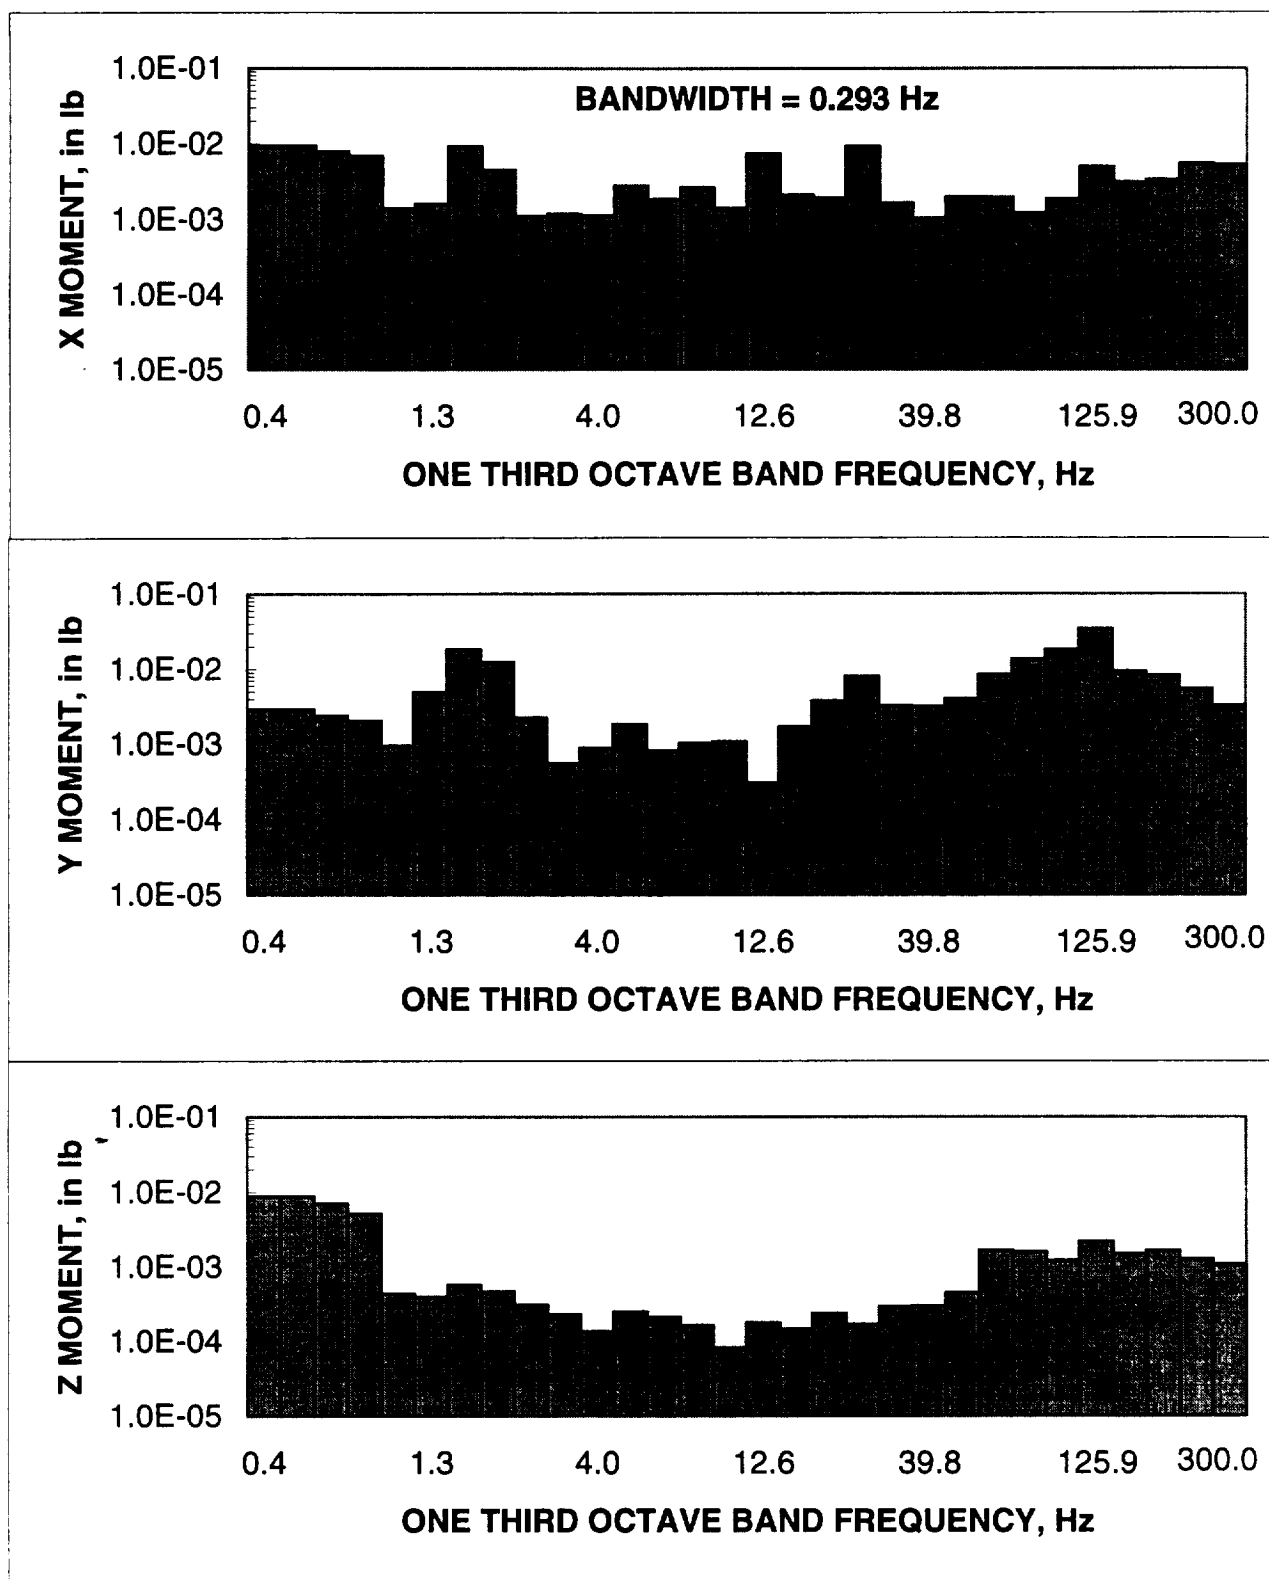 1.0E-01
BANDWIDTH = 0.293 Hz
1.0E-02
1.0E-03
1.0E-04
1.0E-05
X MOMENT, in lb
0.4 1.3 4.0 12.6 39.8 125.9 300.0
ONE THIRD OCTAVE BAND FREQUENCY, Hz
1.0E-01
1.0E-02
1.0E-03
1.0E-04
1.0E-05
Y MOMENT, in lb
0.4 1.3 4.0 12.6 39.8 125.9 300.0
ONE THIRD OCTAVE BAND FREQUENCY, Hz
1.0E-01
1.0E-02
1.0E-03
1.0E-04
1.0E-05
Z MOMENT, in lb
0.4 1.3 4.0 12.6 39.8 125.9 300.0
ONE THIRD OCTAVE BAND FREQUENCY, Hz